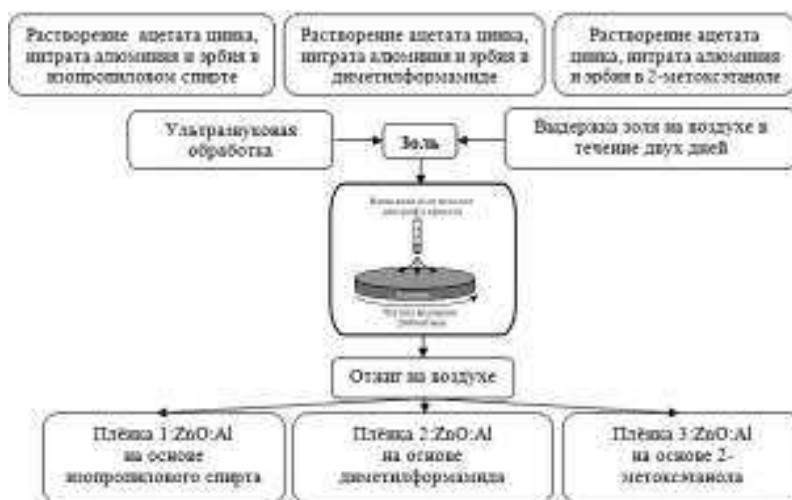 Растворение ацетата цинка,
нитрата алюминия и эрбия в
изопропиловом спирте
Растворение ацетата цинка,
нитрата алюминия и эрбия в
диметилформамиде
Растворение ацетата
цинка, нитрата алюминия
и эрбия в 2-метоксэтаноле
Ультразвуковая
обработка
Золь
Выдержка золя на воздухе в
течение двух дней
Отжиг на воздухе
Плёнка 1:ZnO:Al
на основе
изопропилового спирта
Плёнка 2:ZnO:Al
на основе
диметилформамида
Плёнка 3:ZnO:Al
на основе 2-
метоксэтанола